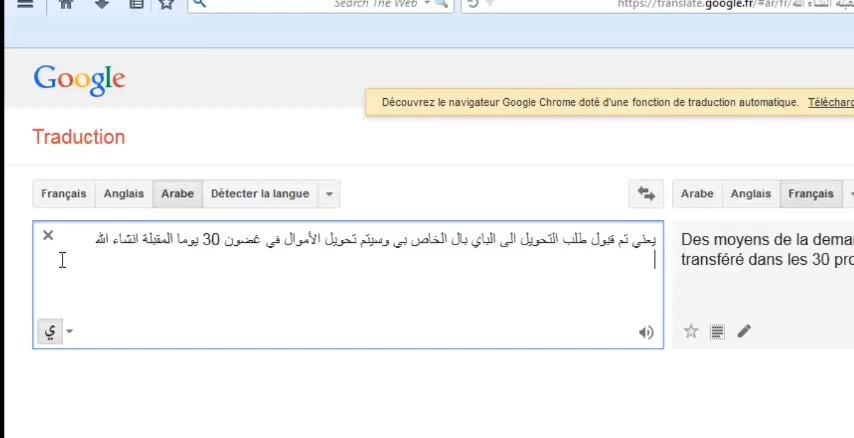 Search The Web
https://translate.google.fr/#ar/fr/
Google
Découvrez le navigateur Google Chrome doté d'une fonction de traduction automatique. Télécharg
Traduction
Français Anglais Arabe Détecter la langue Arabe Anglais Français
يعني تم قبول طلب التحويل الى الباي بال الخاص بي وسيتم تحويل الأموال في غضون 30 يوما المقبلة انشاء الله
Des moyens de la dema
transféré dans les 30 pro
ي